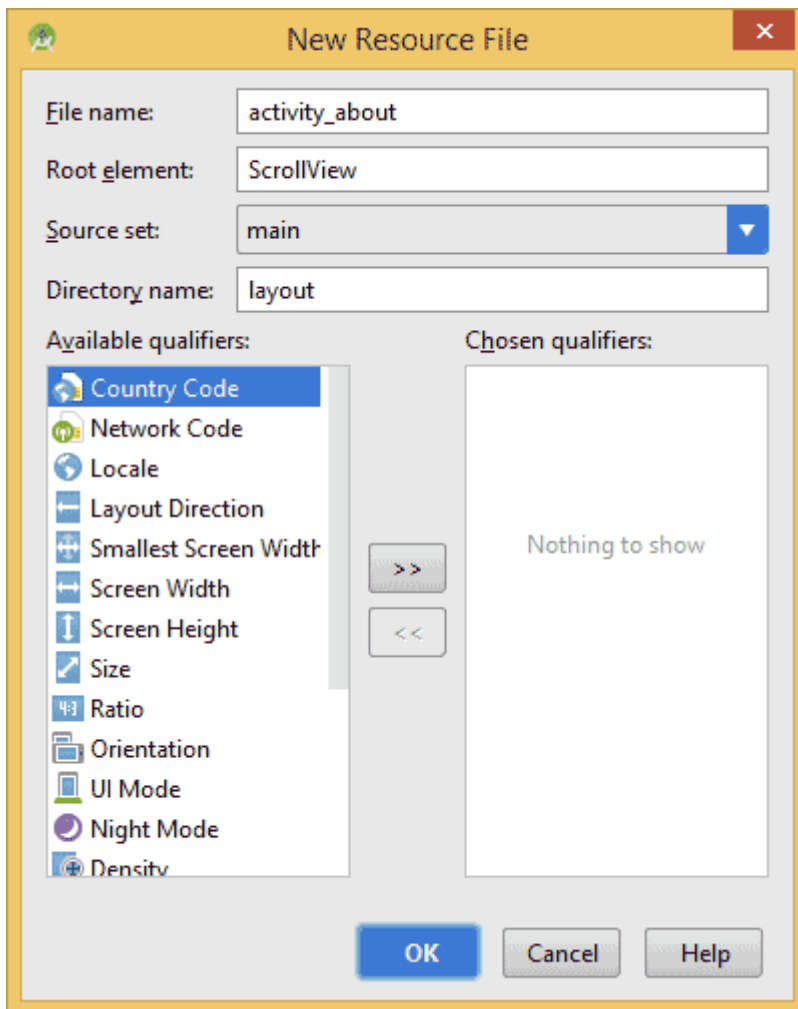 New Resource File
File name: activity_about
Root element: ScrollView
Source set: main
Directory name: layout
Available qualifiers: Chosen qualifiers:
Country Code
Network Code
Locale
Layout Direction
Smallest Screen Width
Screen Width
Screen Height
Size
4:3 Ratio
Orientation
UI Mode
Night Mode
Density
Nothing to show
>>
<<
OK Cancel Help